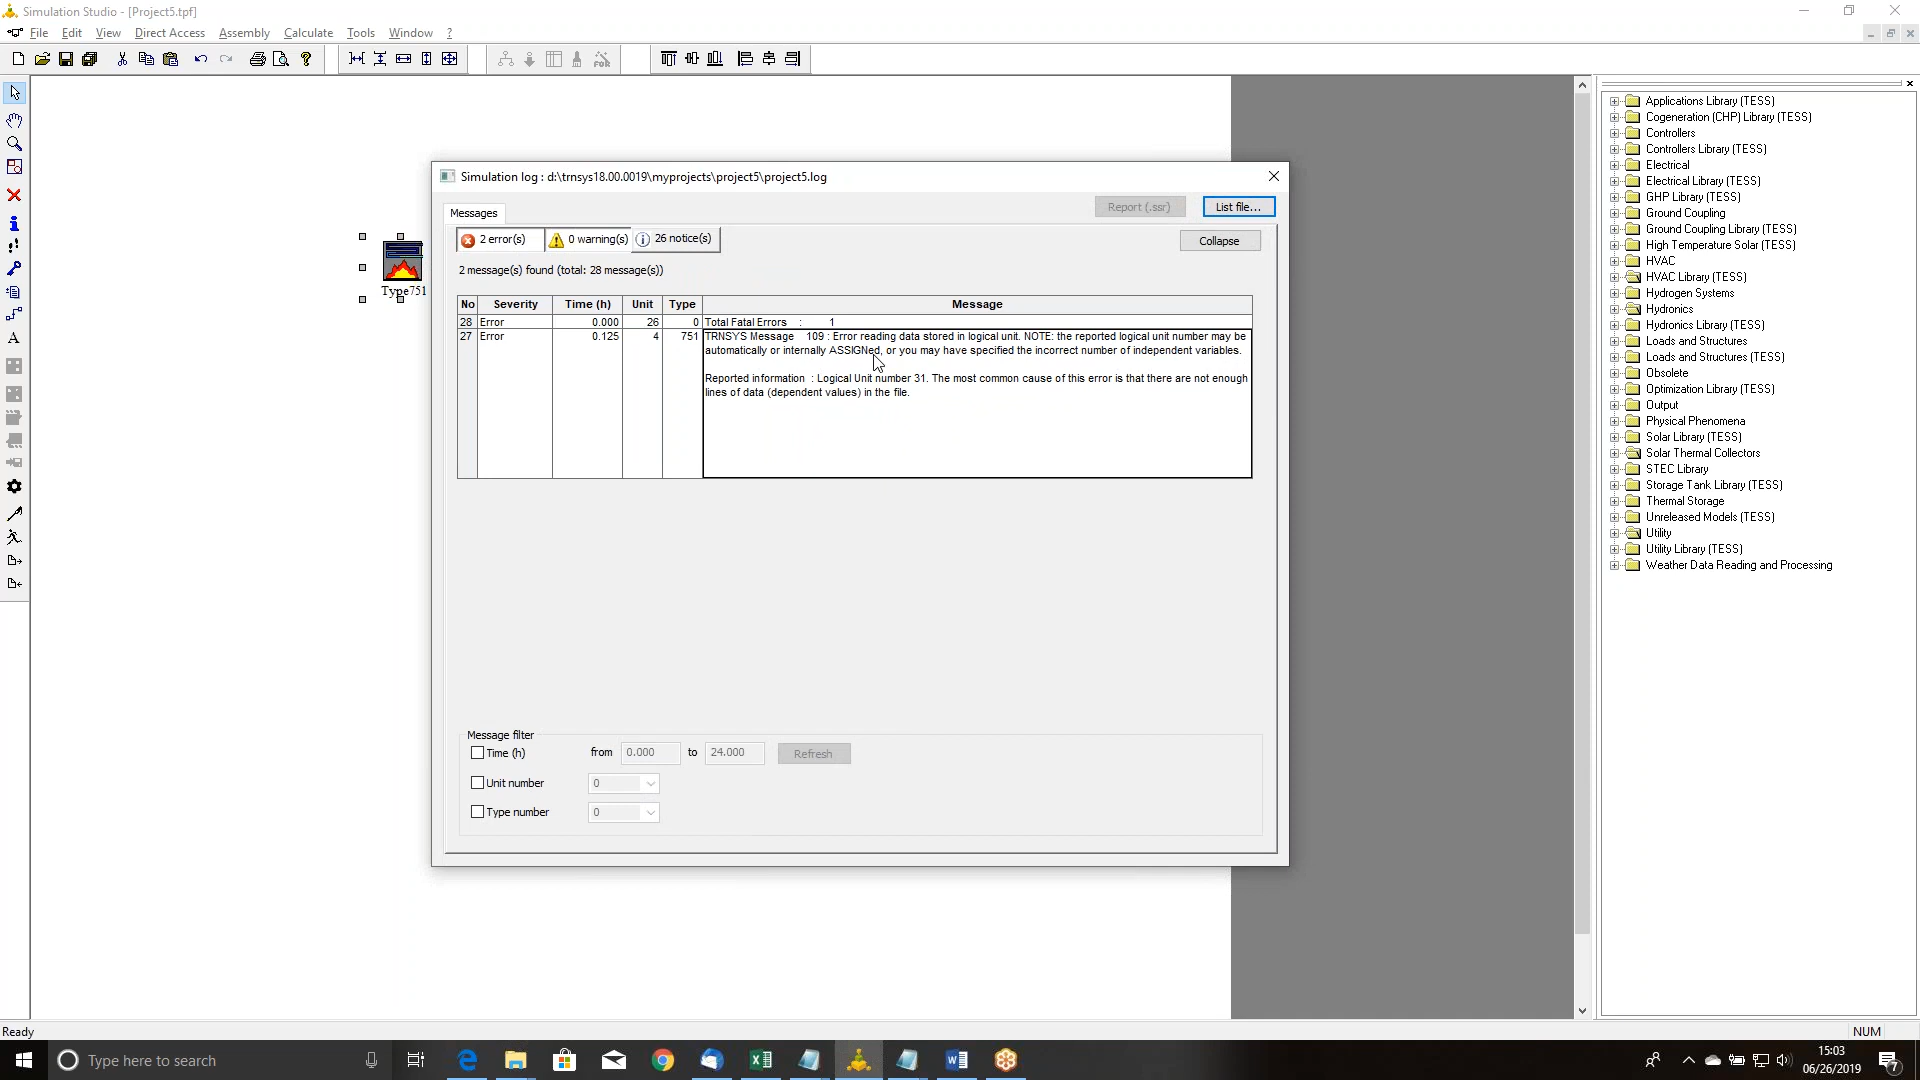 Simulation Studio - [Project5.tpf]
File Edit View Direct Access Assembly Calculate Tools Window ?
Type751
Simulation log : d:\trnsys18.00.0019\myprojects\project5\project5.log
Report (.ssr) List file...
Messages
2 error(s) 0 warning(s) 26 notice(s)
Collapse
2 message(s) found (total: 28 message(s))
No Severity Time (h) Unit Type Message
28 Error 0.000 26 0 Total Fatal Errors : 1
27 Error 0.125 4 751 TRNSYS Message 109 : Error reading data stored in logical unit. NOTE: the reported logical unit number may be
automatically or internally ASSIGNed, or you may have specified the incorrect number of independent variables.
Reported information : Logical Unit number 31. The most common cause of this error is that there are not enough
lines of data (dependent values) in the file.
Message filter
Time (h) from 0.000 to 24.000 Refresh
Unit number 0
Type number 0
Applications Library (TESS)
Cogeneration (CHP) Library (TESS)
Controllers
Controllers Library (TESS)
Electrical
Electrical Library (TESS)
GHP Library (TESS)
Ground Coupling
Ground Coupling Library (TESS)
High Temperature Solar (TESS)
HVAC
HVAC Library (TESS)
Hydrogen Systems
Hydronics
Hydronics Library (TESS)
Loads and Structures
Loads and Structures (TESS)
Obsolete
Optimization Library (TESS)
Output
Physical Phenomena
Solar Library (TESS)
Solar Thermal Collectors
STEC Library
Storage Tank Library (TESS)
Thermal Storage
Unreleased Models (TESS)
Utility
Utility Library (TESS)
Weather Data Reading and Processing
Ready
NUM
Type here to search
15:03
06/26/2019
7